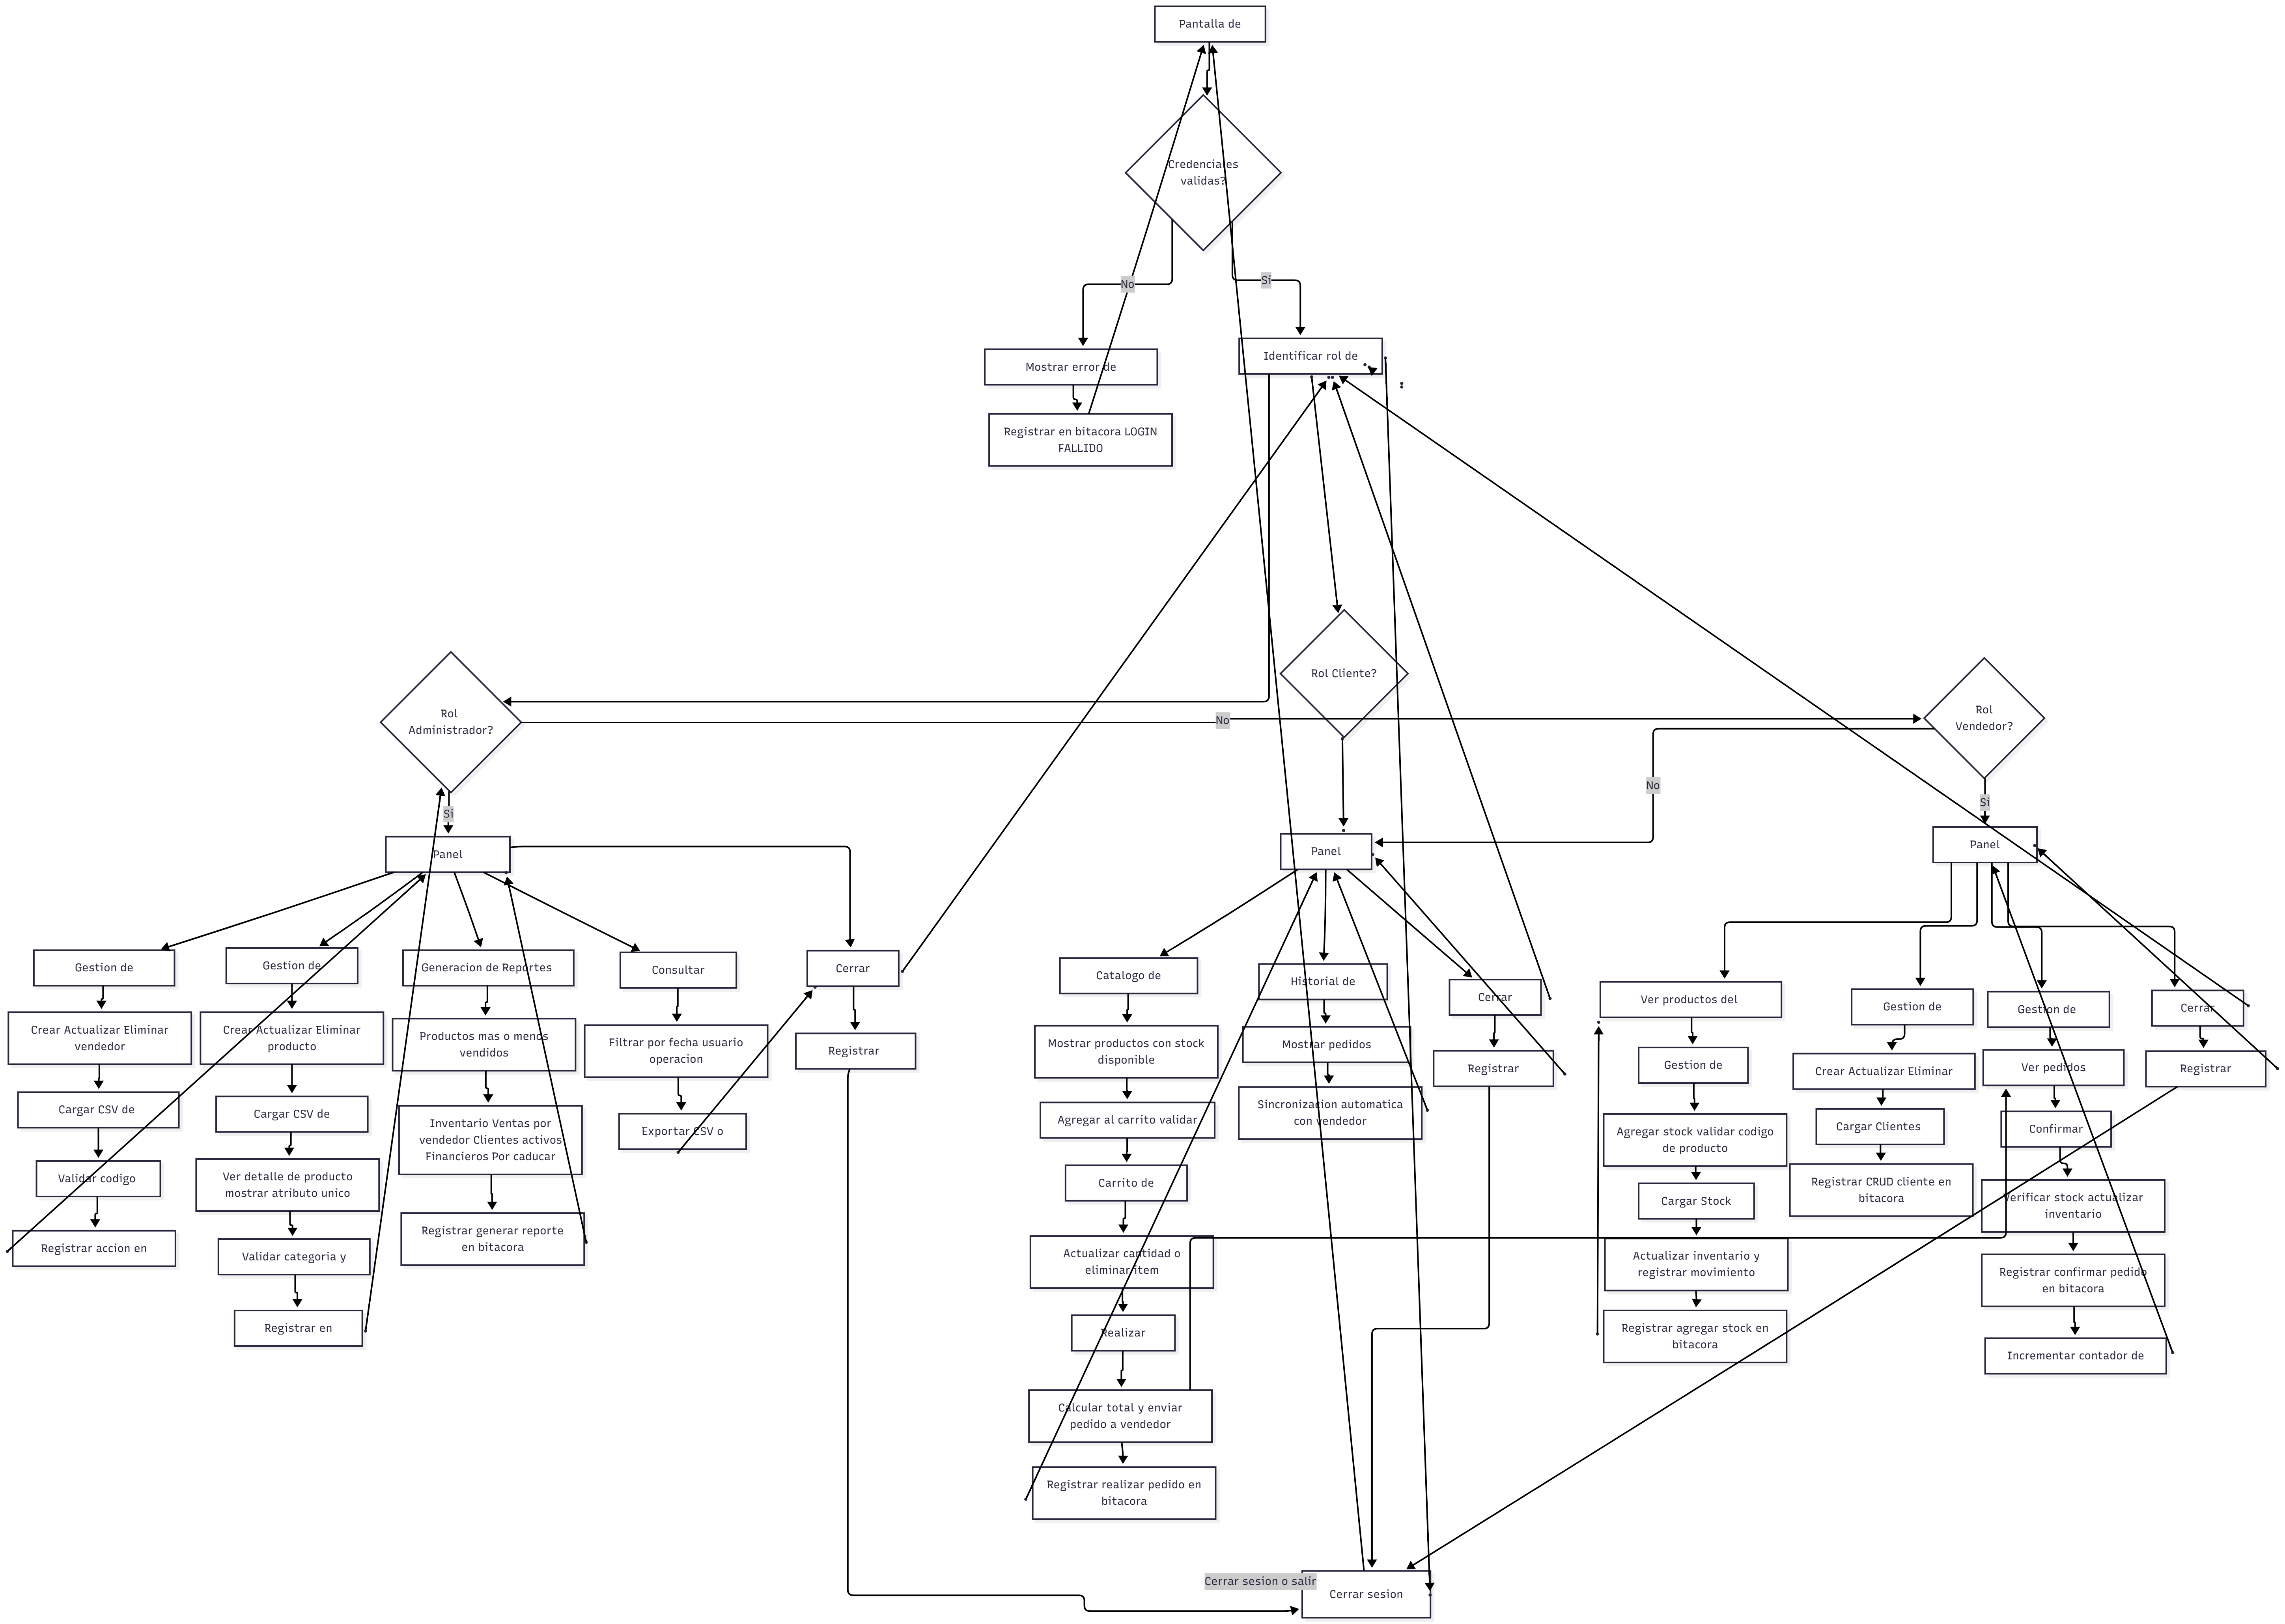 Pantalla de
Credenciales
validas?
No
Si
Mostrar error de
Identificar rol de
Registrar en bitacora LOGIN
FALLIDO
Rol
Administrador?
Rol Cliente?
Rol
Vendedor?
No
No
Si
Si
Panel
Panel
Panel
Gestion de
Crear Actualizar Eliminar
vendedor
Cargar CSV de
Validar codigo
Registrar accion en
Gestion de
Crear Actualizar Eliminar
producto
Cargar CSV de
Ver detalle de producto
mostrar atributo unico
Validar categoria y
Registrar en
Generacion de Reportes
Productos mas o menos
vendidos
Inventario Ventas por
vendedor Clientes activos
Financieros Por caducar
Registrar generar reporte
en bitacora
Consultar
Filtrar por fecha usuario
operacion
Exportar CSV o
Cerrar
Registrar
Catalogo de
Mostrar productos con stock
disponible
Agregar al carrito validar
Carrito de
Actualizar cantidad o
eliminar item
Realizar
Calcular total y enviar
pedido a vendedor
Registrar realizar pedido en
bitacora
Historial de
Mostrar pedidos
Sincronizacion automatica
con vendedor
Cerrar
Registrar
Ver productos del
Gestion de
Agregar stock validar codigo
de producto
Cargar Stock
Actualizar inventario y
registrar movimiento
Registrar agregar stock en
bitacora
Gestion de
Crear Actualizar Eliminar
Cargar Clientes
Registrar CRUD cliente en
bitacora
Gestion de
Ver pedidos
Confirmar
Verificar stock actualizar
inventario
Registrar confirmar pedido
en bitacora
Incrementar contador de
Cerrar
Registrar
Cerrar sesion o salir
Cerrar sesion